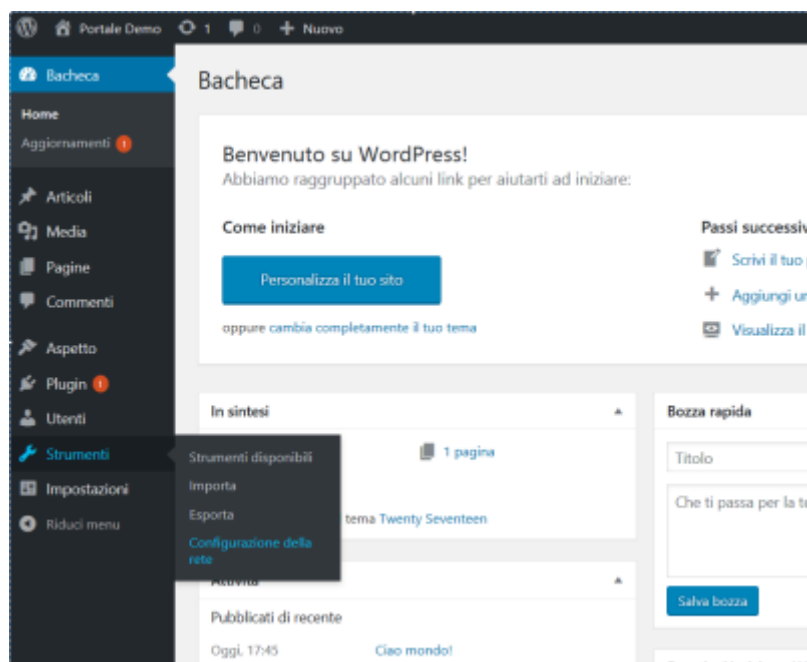 Portale Demo 1 0 + Nuovo
Bacheca
Home
Aggiornamenti 1
Articoli
Media
Pagine
Commenti
Aspetto
Plugin 1
Utenti
Strumenti
Impostazioni
Riduci menu
Strumenti disponibili
Importa
Esporta
Configurazione della
rete
Bacheca
Benvenuto su WordPress!
Abbiamo raggruppato alcuni link per aiutarti ad iniziare:
Come iniziare
Personalizza il tuo sito
oppure cambia completamente il tuo tema
Passi successiv
Scrivi il tuo
Aggiungi un
Visualizza il
In sintesi
1 pagina
tema Twenty Seventeen
Attività
Pubblicati di recente
Oggi, 17:45 Ciao mondo!
Bozza rapida
Titolo
Che ti passa per la te
Salva bozza